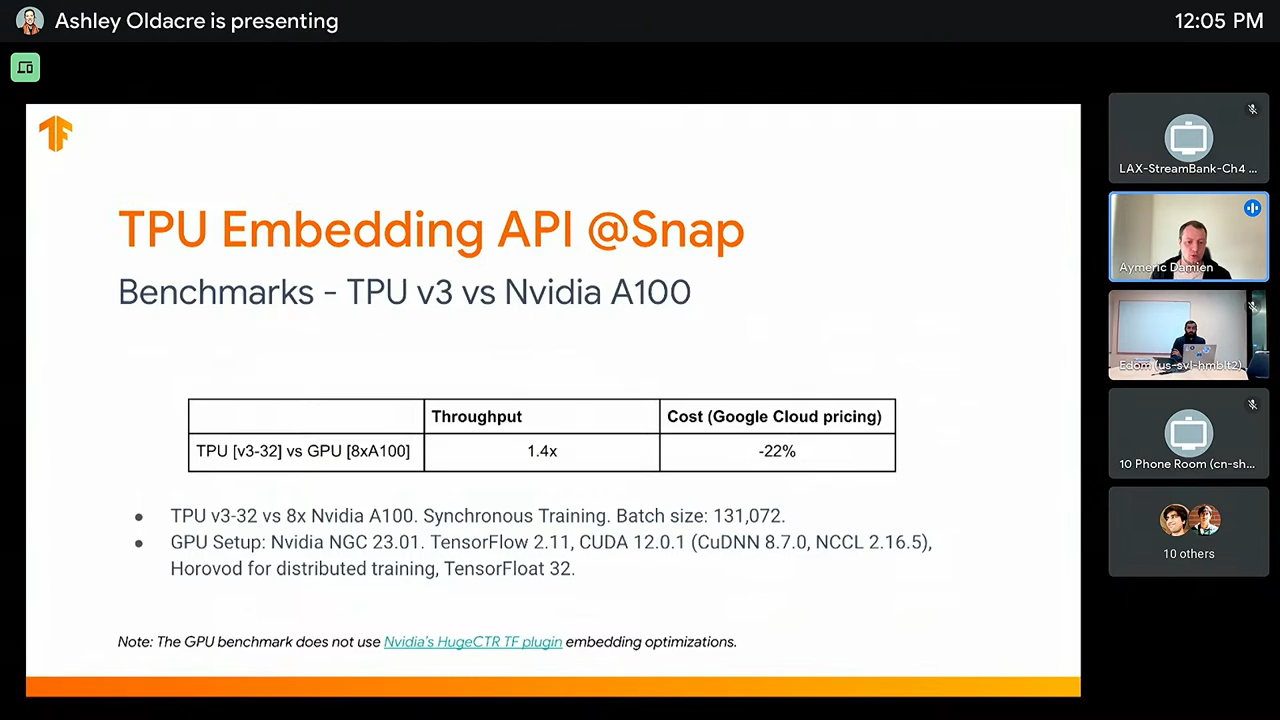 Ashley Oldacre is presenting
12:05 PM
TPU Embedding API @Snap
Benchmarks - TPU v3 vs Nvidia A100
Throughput
Cost (Google Cloud pricing)
TPU [v3-32] vs GPU [8xA100]
1.4x
-22%
TPU v3-32 vs 8x Nvidia A100. Synchronous Training. Batch size: 131,072.
GPU Setup: Nvidia NGC 23.01. TensorFlow 2.11, CUDA 12.0.1 (CuDNN 8.7.0, NCCL 2.16.5),
Horovod for distributed training, TensorFloat 32.
Note: The GPU benchmark does not use Nvidia's HugeCTR TF plugin embedding optimizations.
LAX-StreamBank-Ch4 ...
Aymeric Damien
Edom (us-svl-hmblt2)
10 Phone Room (cn-sh...
10 others